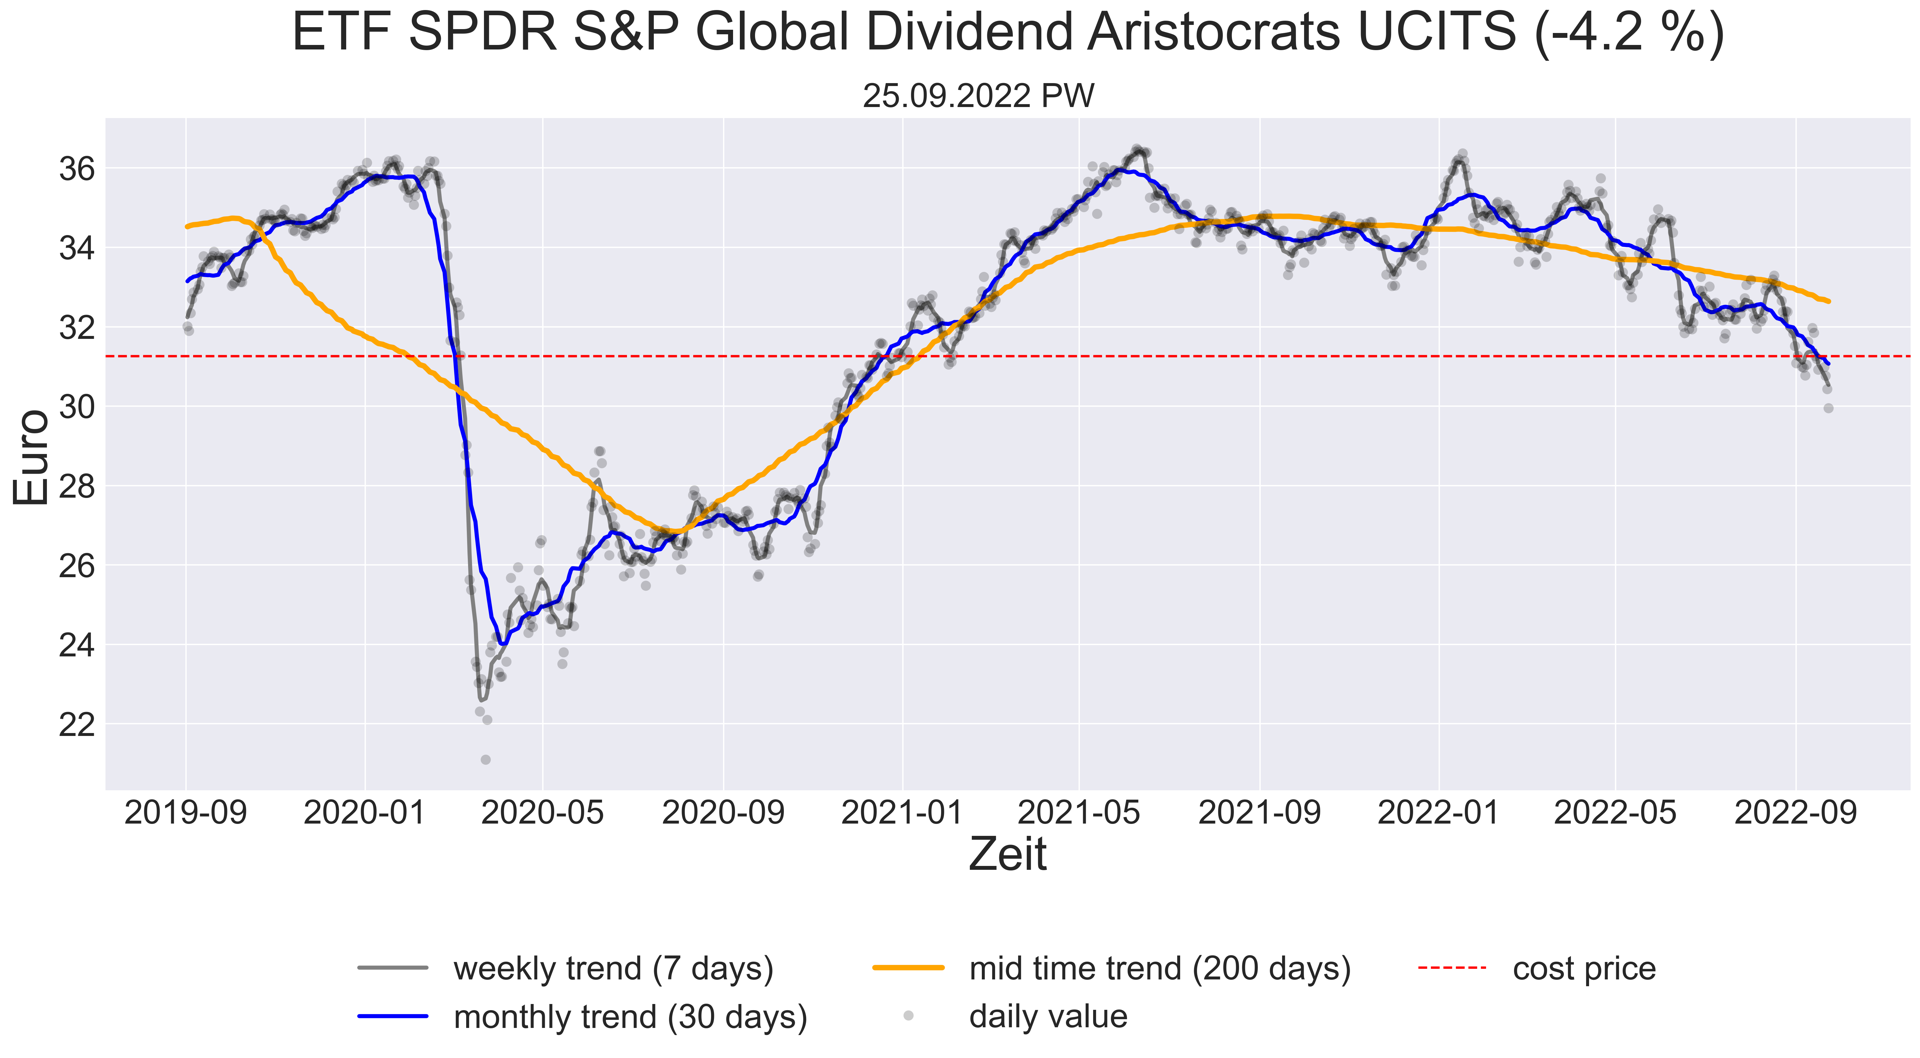 ETF SPDR S&P Global Dividend Aristocrats UCITS (-4.2 %)
25.09.2022 PW
36
34
32
30
28
26
24
22
Euro
2019-09 2020-01 2020-05 2020-09 2021-01 2021-05 2021-09 2022-01 2022-05 2022-09
Zeit
weekly trend (7 days) mid time trend (200 days) cost price
monthly trend (30 days) daily value